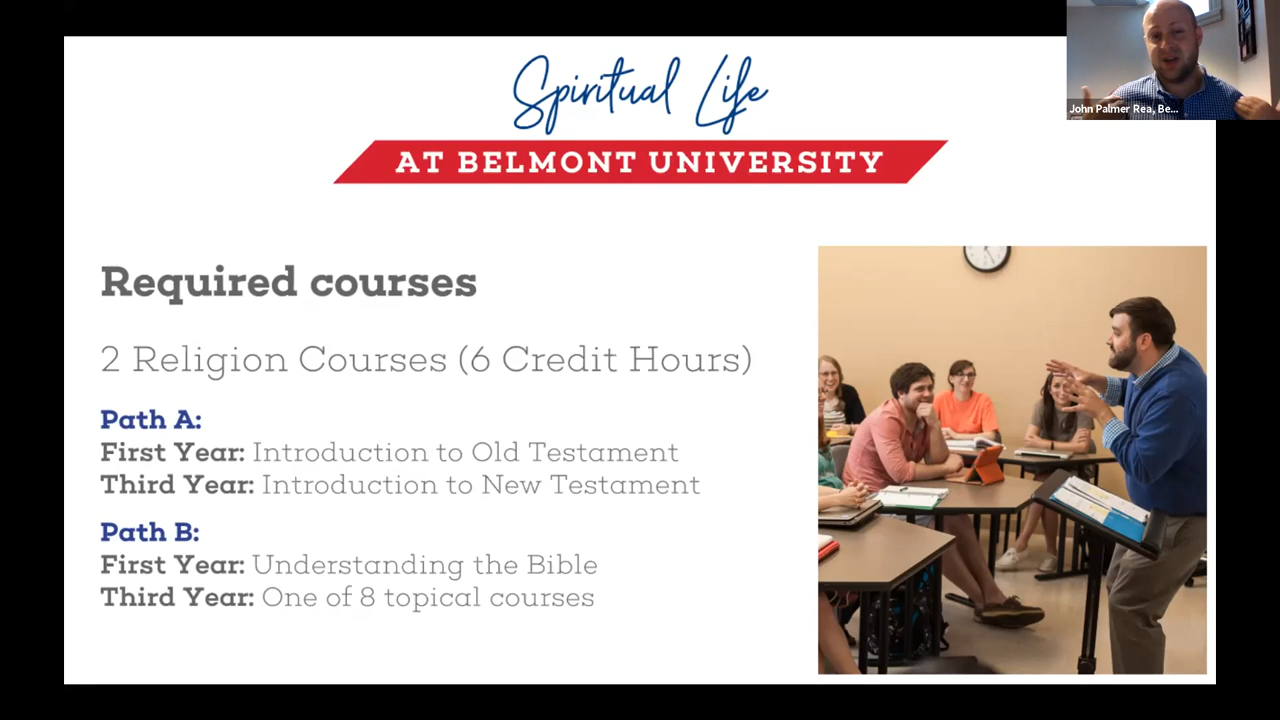 Spiritual Life
AT BELMONT UNIVERSITY
John Palmer Rea, Be...
Required courses
2 Religion Courses (6 Credit Hours)
Path A:
First Year: Introduction to Old Testament
Third Year: Introduction to New Testament
Path B:
First Year: Understanding the Bible
Third Year: One of 8 topical courses